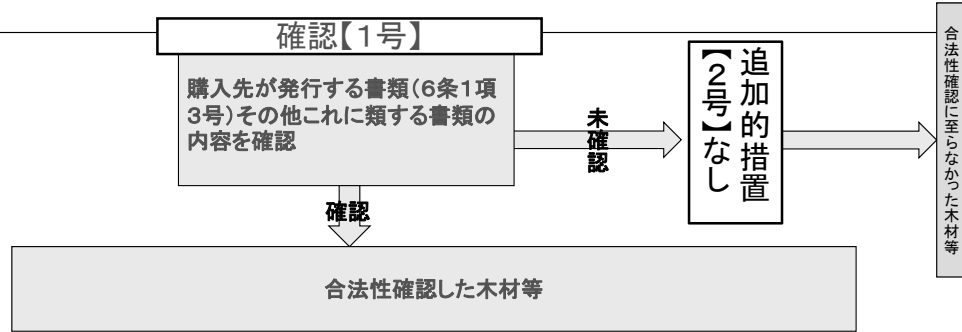 確認【1号】
購入先が発行する書類（6条1項
3号）その他これに類する書類の
内容を確認
未確認
追加的措置
【2号】なし
合法性確認に至らなかった木材等
確認
合法性確認した木材等